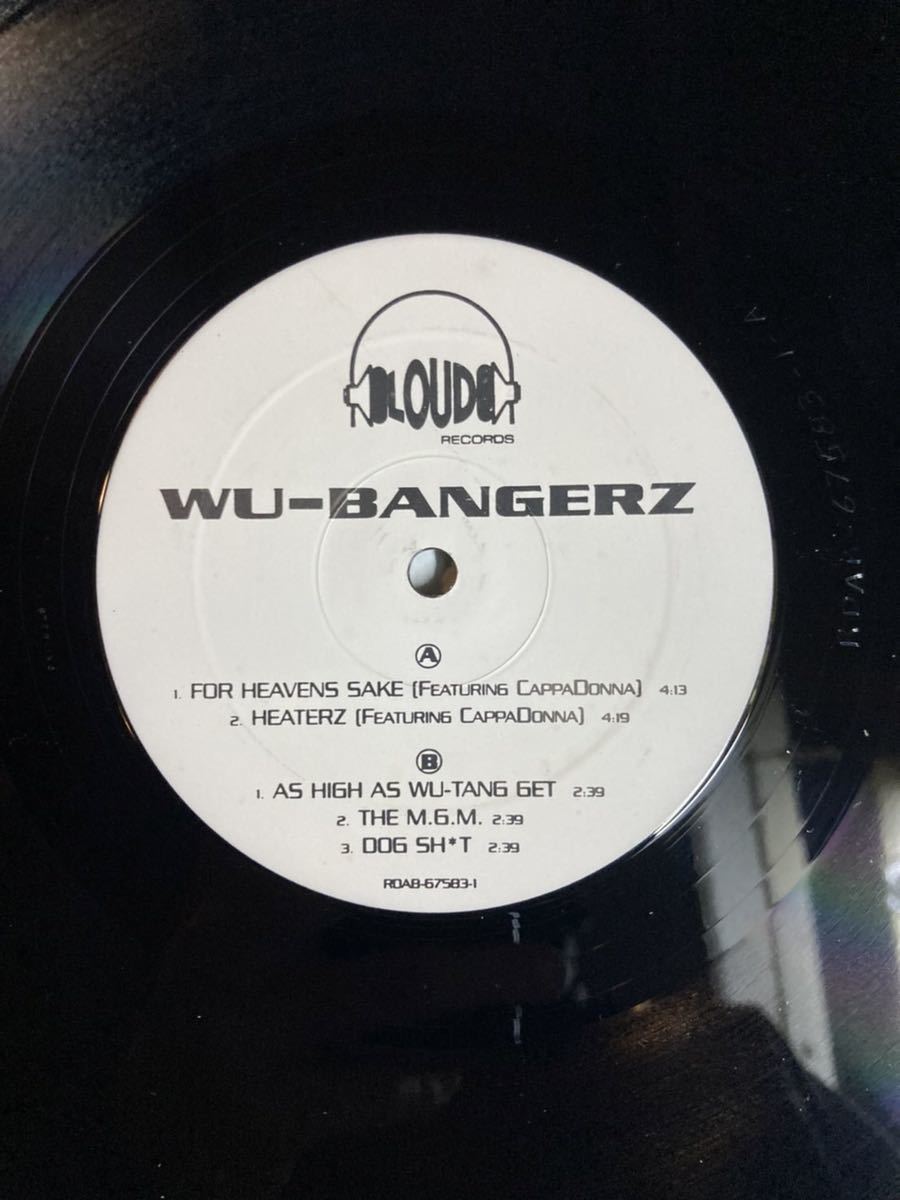 LOUD
RECORDS
WU-BANGERZ
A
1. FOR HEAVENS SAKE (FEATURING CAPPADONNA) 4:13
2. HEATERZ (FEATURING CAPPADONNA) 4:19
B
1. AS HIGH AS WU-TANG GET 2:39
2. THE M.G.M. 2:39
3. DOG SH*T 2:39
RDAB-67583-1